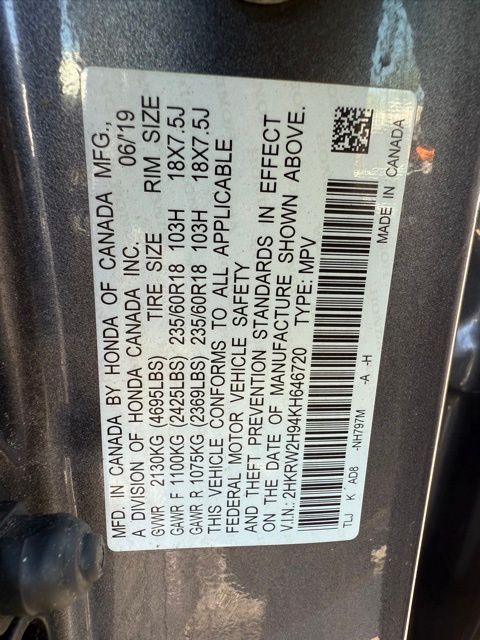 MFD. IN CANADA BY HONDA OF CANADA MFG.,
A DIVISION OF HONDA CANADA INC. 06/19
GVWR 2130KG (4695LBS) TIRE SIZE RIM SIZE
GAWR F 1100KG (2425LBS) 235/60R18 103H 18X7.5J
GAWR R 1075KG (2369LBS) 235/60R18 103H 18X7.5J
THIS VEHICLE CONFORMS TO ALL APPLICABLE
FEDERAL MOTOR VEHICLE SAFETY
AND THEFT PREVENTION STANDARDS IN EFFECT
ON THE DATE OF MANUFACTURE SHOWN ABOVE.
V.I.N.: 2HKRW2H94KH646720 TYPE: MPV
TLJ K AD8 -NH797M -A -H
MADE IN CANADA